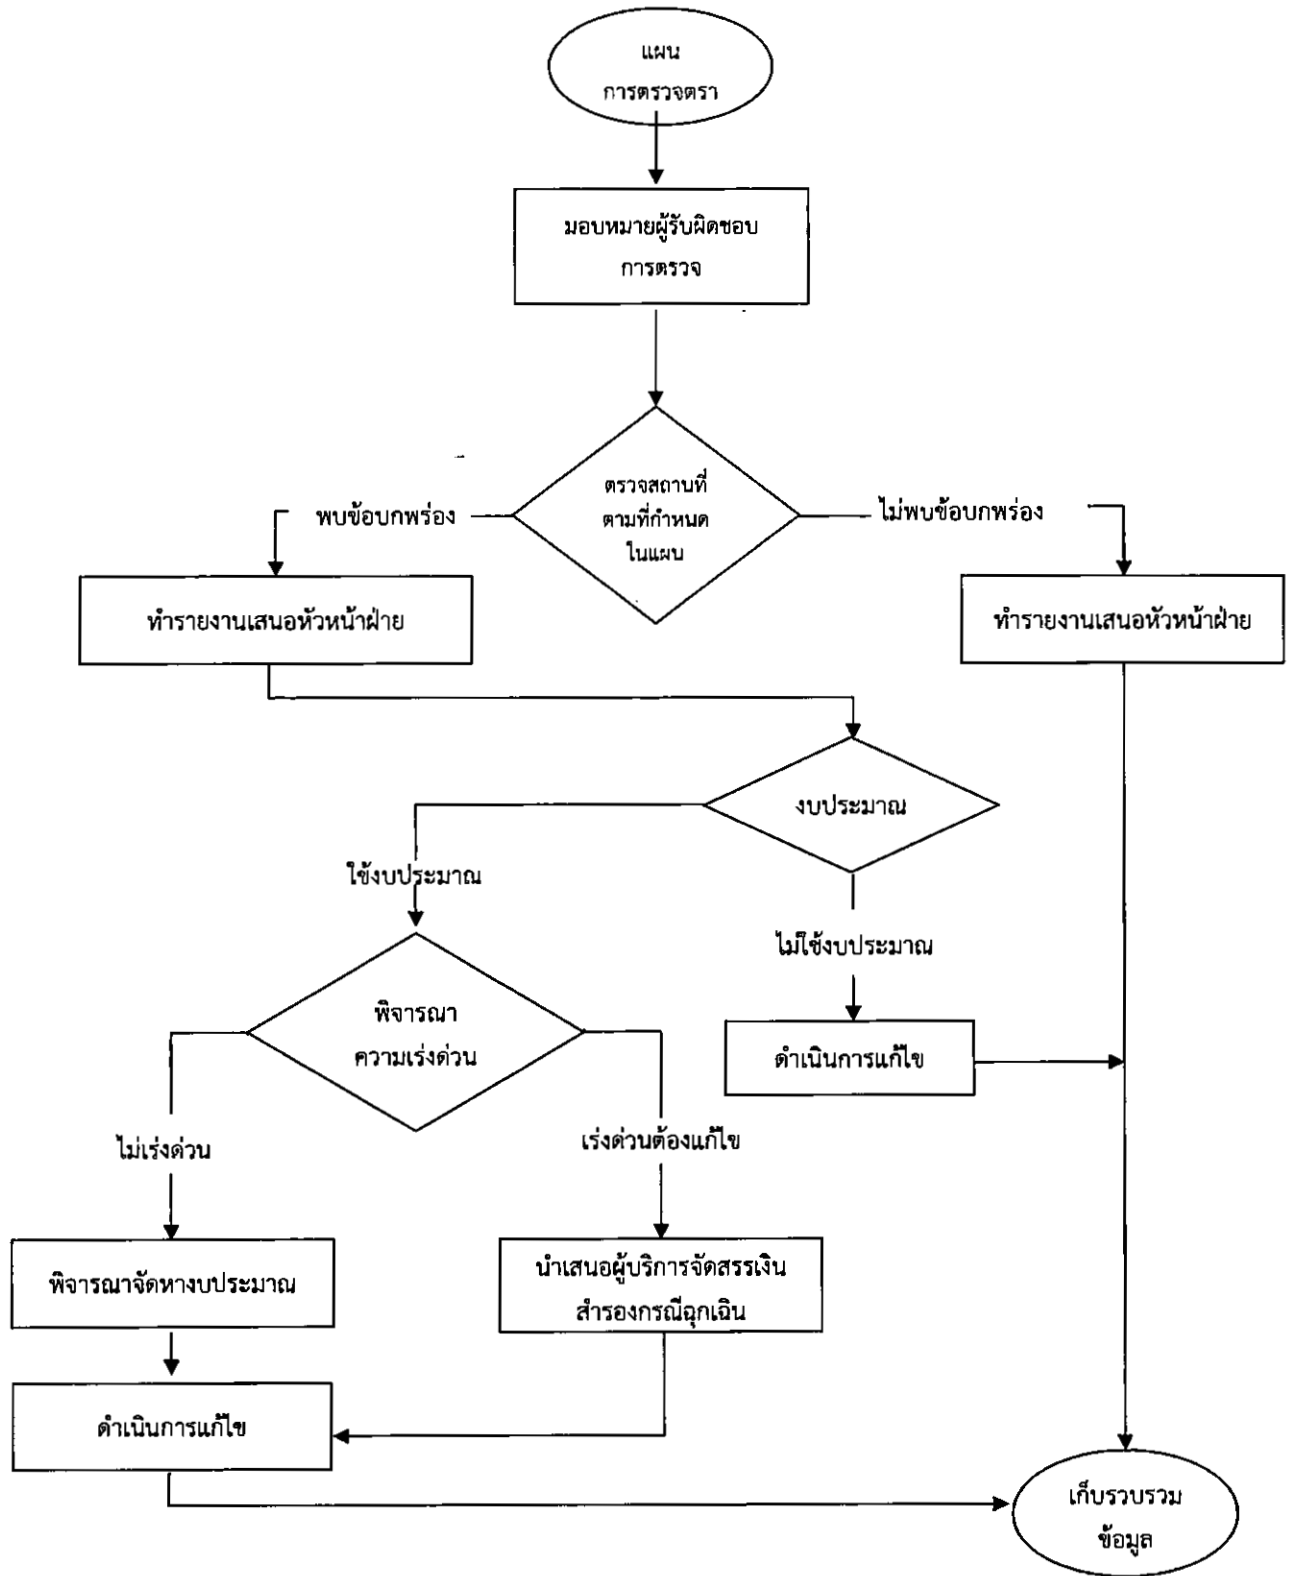 แผน
การตรวจตรา
มอบหมายผู้รับผิดชอบ
การตรวจ
ตรวจสถานที่
ตามที่กำหนด
ในแผน
พบข้อบกพร่อง
ไม่พบข้อบกพร่อง
ทำรายงานเสนอหัวหน้าฝ่าย
ทำรายงานเสนอหัวหน้าฝ่าย
งบประมาณ
ใช้งบประมาณ
ไม่ใช้งบประมาณ
พิจารณา
ความเร่งด่วน
ดำเนินการแก้ไข
ไม่เร่งด่วน
เร่งด่วนต้องแก้ไข
พิจารณาจัดหางบประมาณ
นำเสนอผู้บริการจัดสรรเงิน
สำรองกรณีฉุกเฉิน
ดำเนินการแก้ไข
เก็บรวบรวม
ข้อมูล